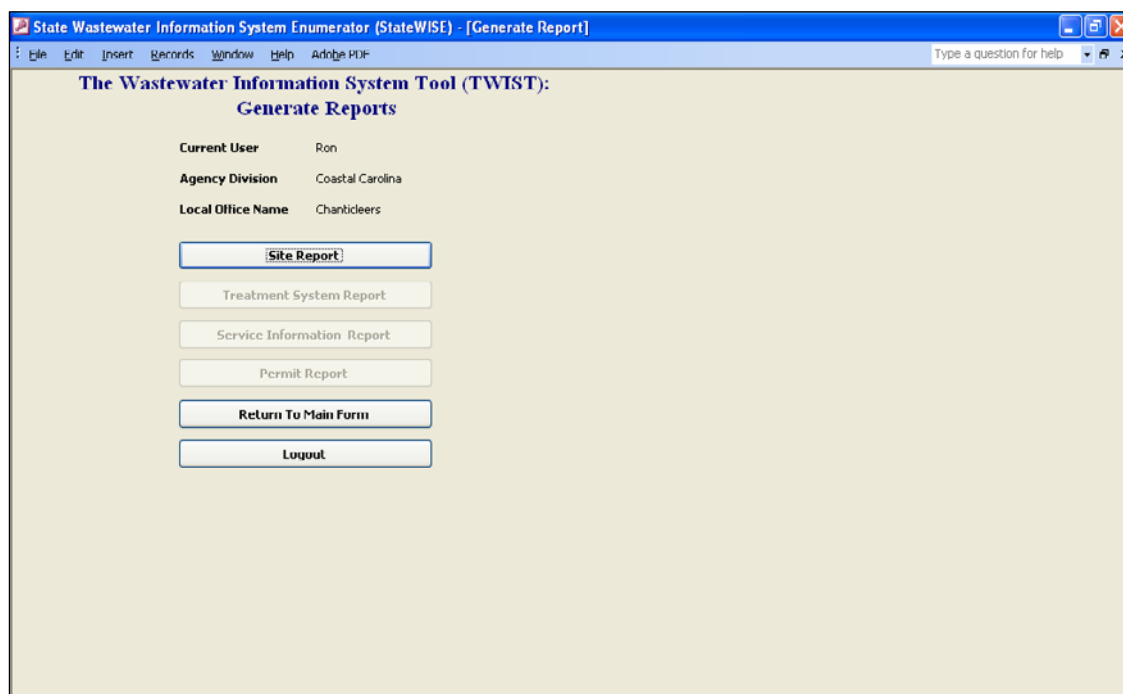 State Wastewater Information System Enumerator (StateWISE) - [Generate Report]
File Edit Insert Records Window Help Adobe PDF Type a question for help
The Wastewater Information System Tool (TWIST):
Generate Reports
Current User Ron
Agency Division Coastal Carolina
Local Office Name Chanticleers
Site Report
Treatment System Report
Service Information Report
Permit Report
Return To Main Form
Logout